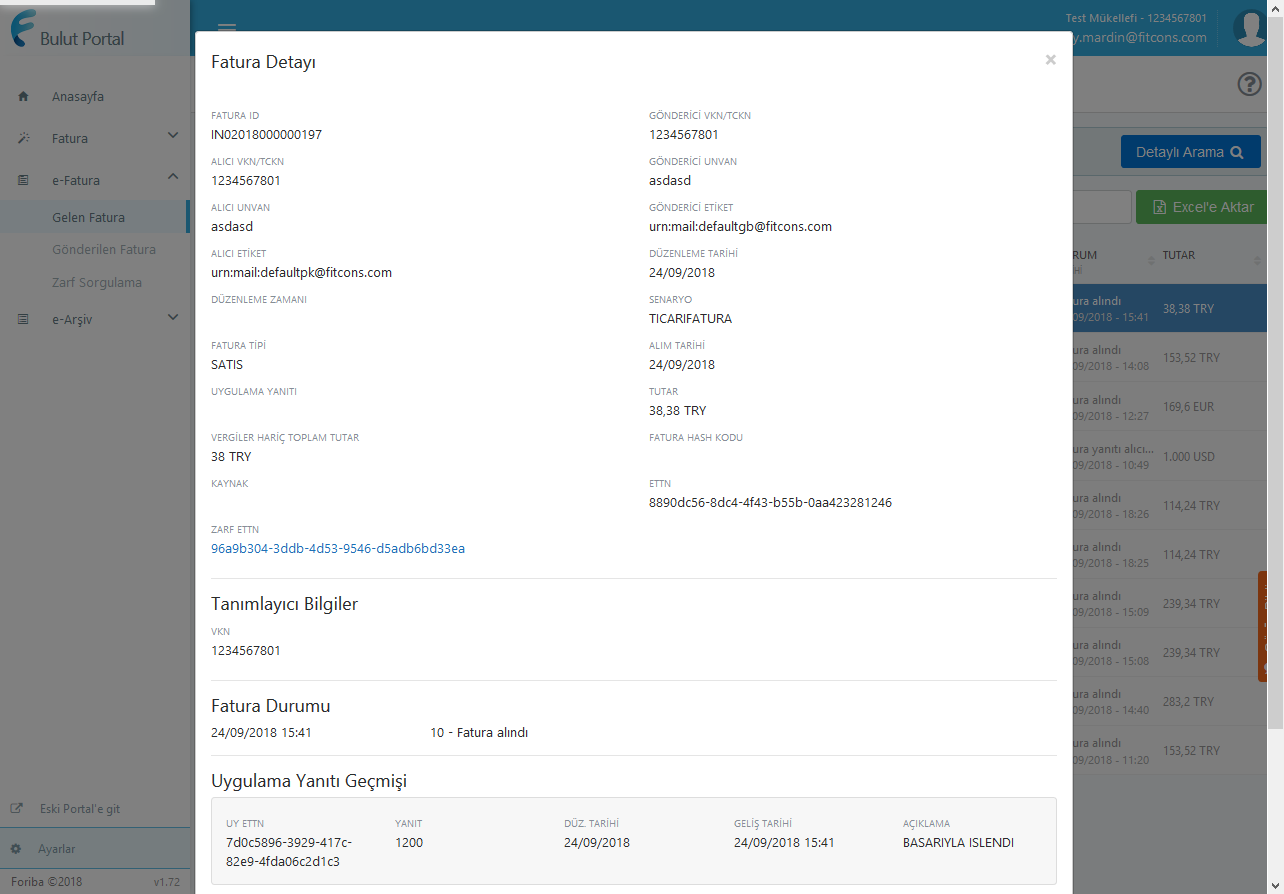 Bulut Portal
Test Mükellefi - 1234567801
y.mardin@fitcons.com
Anasayfa
Fatura
e-Fatura
Gelen Fatura
Gönderilen Fatura
Zarf Sorgulama
e-Arşiv
Eski Portal'e git
Ayarlar
Foriba ©2018
v1.72
Fatura Detayı
×
FATURA ID
IN02018000000197
GÖNDERİCİ VKN/TCKN
1234567801
ALICI VKN/TCKN
1234567801
GÖNDERİCİ UNVAN
asdasd
ALICI UNVAN
asdasd
GÖNDERİCİ ETİKET
urn:mail:defaultgb@fitcons.com
ALICI ETİKET
urn:mail:defaultpk@fitcons.com
DÜZENLEME TARİHİ
24/09/2018
DÜZENLEME ZAMANI
SENARYO
TICARIFATURA
FATURA TİPİ
SATIS
ALIM TARİHİ
24/09/2018
UYGULAMA YANITI
TUTAR
38,38 TRY
VERGİLER HARİÇ TOPLAM TUTAR
38 TRY
FATURA HASH KODU
KAYNAK
ETTN
8890dc56-8dc4-4f43-b55b-0aa423281246
ZARF ETTN
96a9b304-3ddb-4d53-9546-d5adb6bd33ea
Tanımlayıcı Bilgiler
VKN
1234567801
Fatura Durumu
24/09/2018 15:41
10 - Fatura alındı
Uygulama Yanıtı Geçmişi
UY ETTN
7d0c5896-3929-417c-
82e9-4fda06c2d1c3
YANIT
1200
DÜZ. TARİHİ
24/09/2018
GELİŞ TARİHİ
24/09/2018 15:41
AÇIKLAMA
BASARIYLA ISLENDI
Detaylı Arama
Excel'e Aktar
RUM
Hİ
TUTAR
ura alındı
09/2018 - 15:41
38,38 TRY
ura alındı
09/2018 - 14:08
153,52 TRY
ura alındı
09/2018 - 12:27
169,6 EUR
ura yanıtı alıcı...
09/2018 - 10:49
1.000 USD
ura alındı
09/2018 - 18:26
114,24 TRY
ura alındı
09/2018 - 18:25
114,24 TRY
ura alındı
09/2018 - 15:09
239,34 TRY
ura alındı
09/2018 - 15:08
239,34 TRY
ura alındı
09/2018 - 14:40
283,2 TRY
ura alındı
09/2018 - 11:20
153,52 TRY